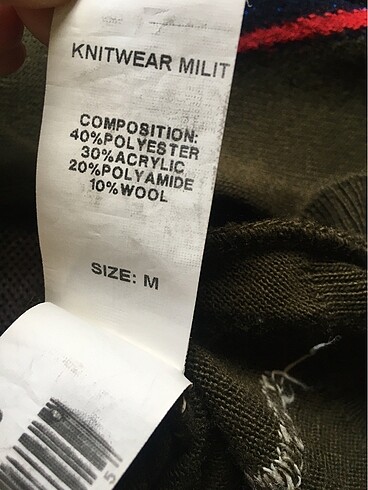 KNITWEAR MILIT
COMPOSITION:
40%POLYESTER
30%ACRYLIC
20%POLYAMIDE
10%WOOL
SIZE: M